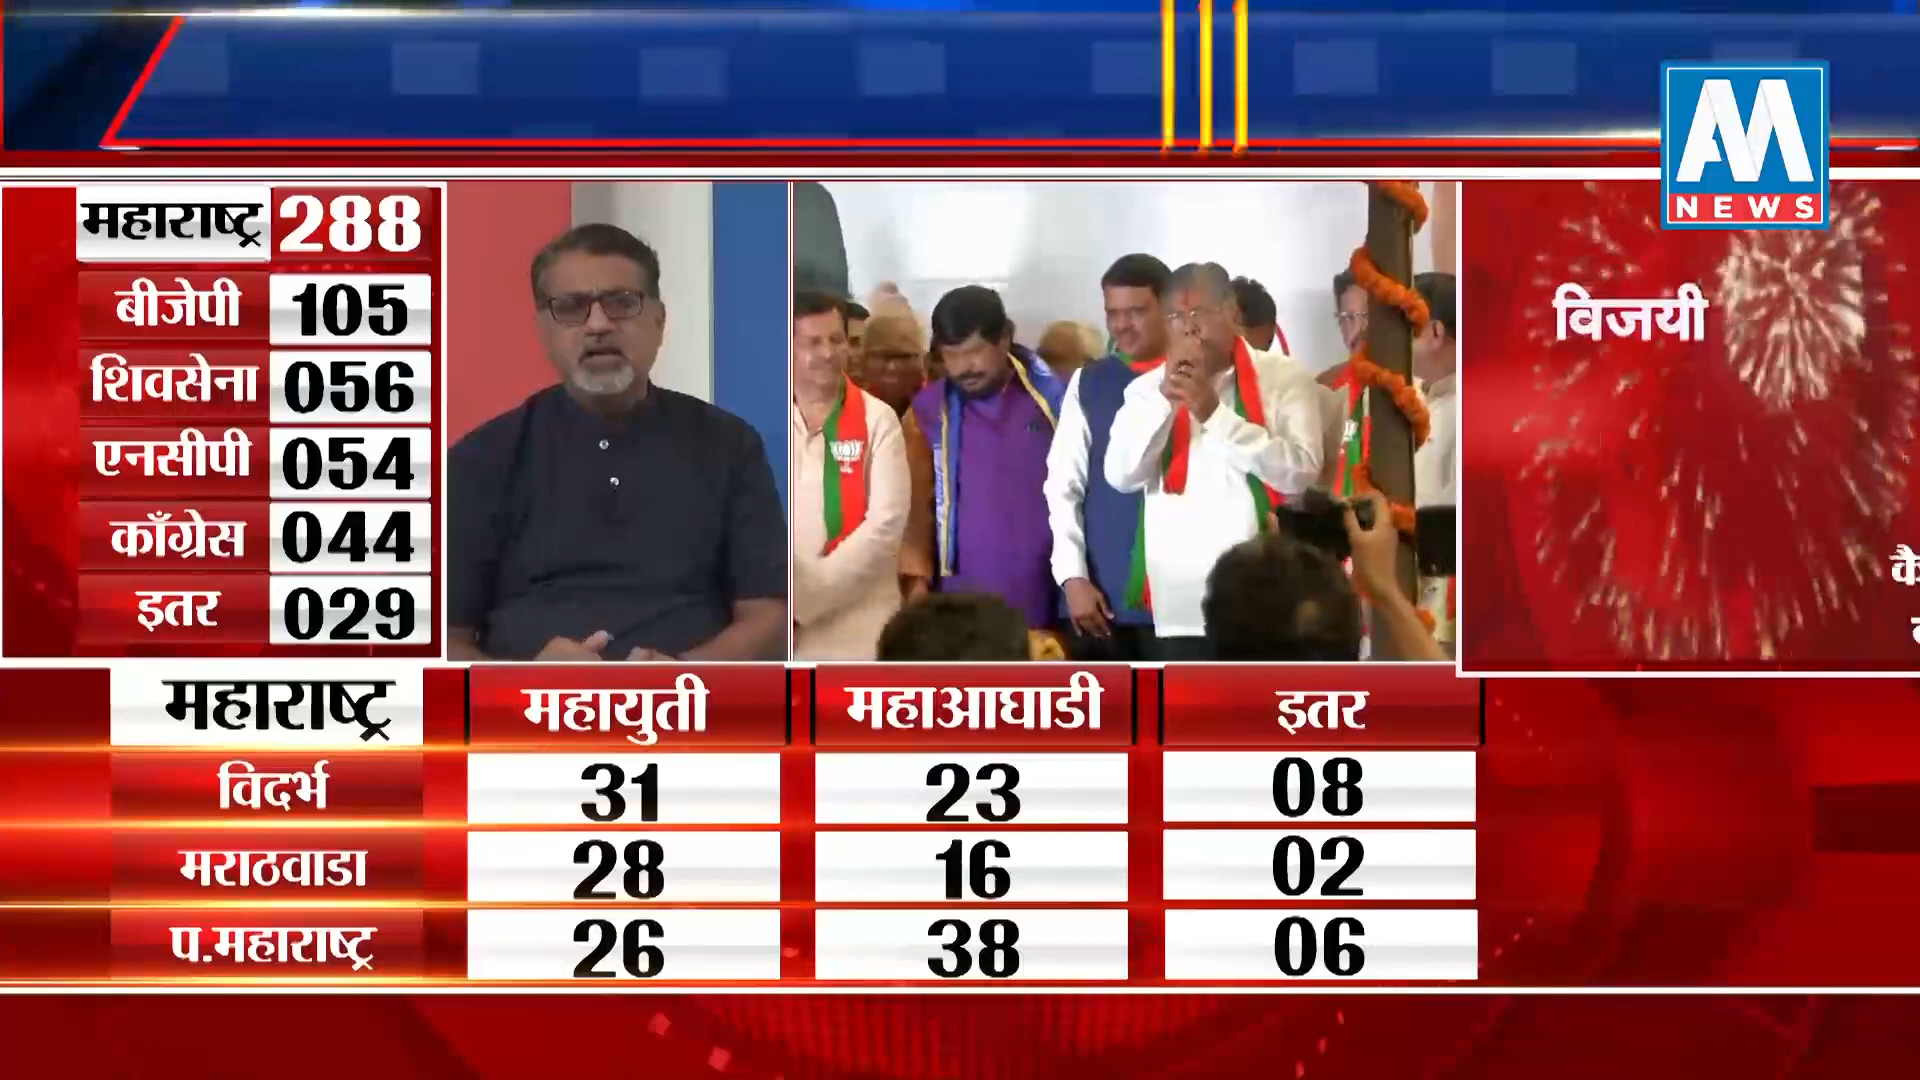 AM
NEWS
महाराष्ट्र 288
बीजेपी 105
शिवसेना 056
एनसीपी 054
काँग्रेस 044
इतर 029
विजयी
महाराष्ट्र महायुती महाआघाडी इतर
विदर्भ 31 23 08
मराठवाडा 28 16 02
प.महाराष्ट्र 26 38 06